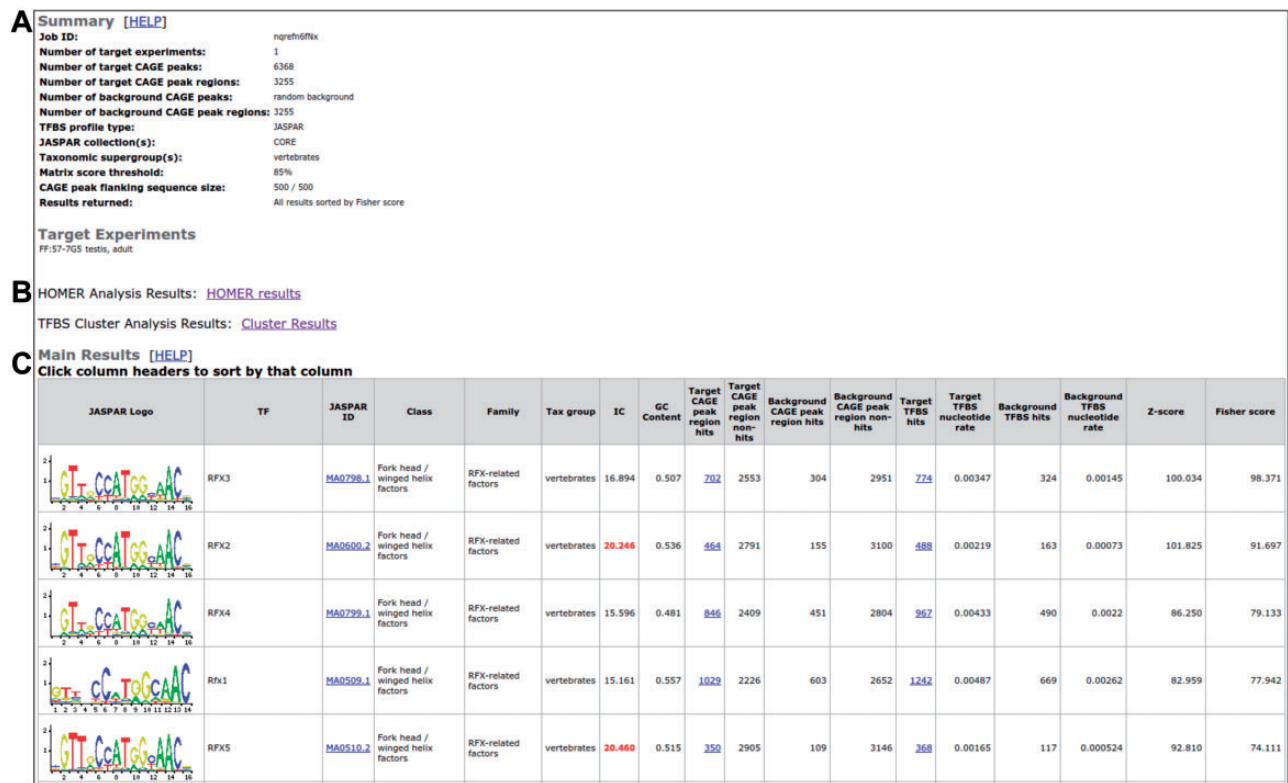 A
Summary [HELP]
Job ID: nqrefn6fNx
Number of target experiments: 1
Number of target CAGE peaks: 6368
Number of target CAGE peak regions: 3255
Number of background CAGE peaks: random background
Number of background CAGE peak regions: 3255
TFBS profile type: JASPAR
JASPAR collection(s): CORE
Taxonomic supergroup(s): vertebrates
Matrix score threshold: 85%
CAGE peak flanking sequence size: 500 / 500
Results returned: All results sorted by Fisher score
Target Experiments
FF:57-7G5 testis, adult
B
HOMER Analysis Results: HOMER results
TFBS Cluster Analysis Results: Cluster Results
C
Main Results [HELP]
Click column headers to sort by that column
JASPAR Logo TF JASPAR ID Class Family Tax group IC GC Content Target CAGE peak region hits Target CAGE peak region non-hits Background CAGE peak region hits Background CAGE peak region non-hits Target TFBS hits Target TFBS nucleotide rate Background TFBS hits Background TFBS nucleotide rate Z-score Fisher score
RFX3 MA0798.1 Fork head / winged helix factors RFX-related factors vertebrates 16.894 0.507 702 2553 304 2951 774 0.00347 324 0.00145 100.034 98.371
RFX2 MA0600.2 Fork head / winged helix factors RFX-related factors vertebrates 20.246 0.536 464 2791 155 3100 488 0.00219 163 0.00073 101.825 91.697
RFX4 MA0799.1 Fork head / winged helix factors RFX-related factors vertebrates 15.596 0.481 846 2409 451 2804 967 0.00433 490 0.0022 86.250 79.133
Rfx1 MA0509.1 Fork head / winged helix factors RFX-related factors vertebrates 15.161 0.557 1029 2226 603 2652 1242 0.00487 669 0.00262 82.959 77.942
RFX5 MA0510.2 Fork head / winged helix factors RFX-related factors vertebrates 20.460 0.515 350 2905 109 3146 368 0.00165 117 0.000524 92.810 74.111